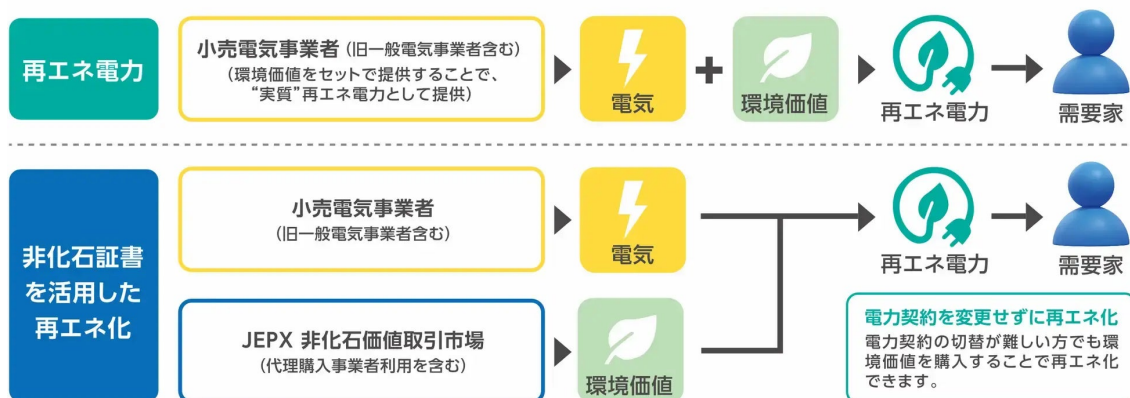 再エネ電力
小売電気事業者(旧一般電気事業者含む)
(環境価値をセットで提供することで、
“実質”再エネ電力として提供)
電気
+
環境価値
再エネ電力
需要家
非化石証書
を活用した
再エネ化
小売電気事業者
(旧一般電気事業者含む)
電気
JEPX 非化石価値取引市場
(代理購入事業者利用を含む)
環境価値
再エネ電力
需要家
電力契約を変更せずに再エネ化
電力契約の切替が難しい方でも環
境価値を購入することで再エネ化
できます。